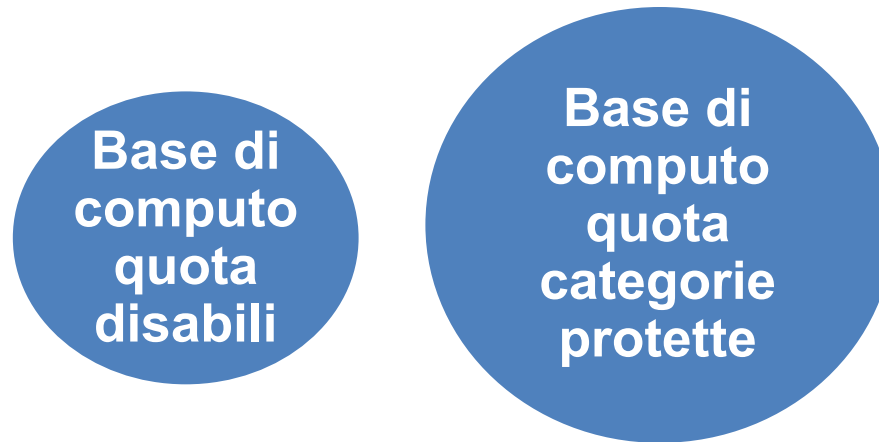 Base di
computo
quota
disabili
Base di
computo
quota
categorie
protette